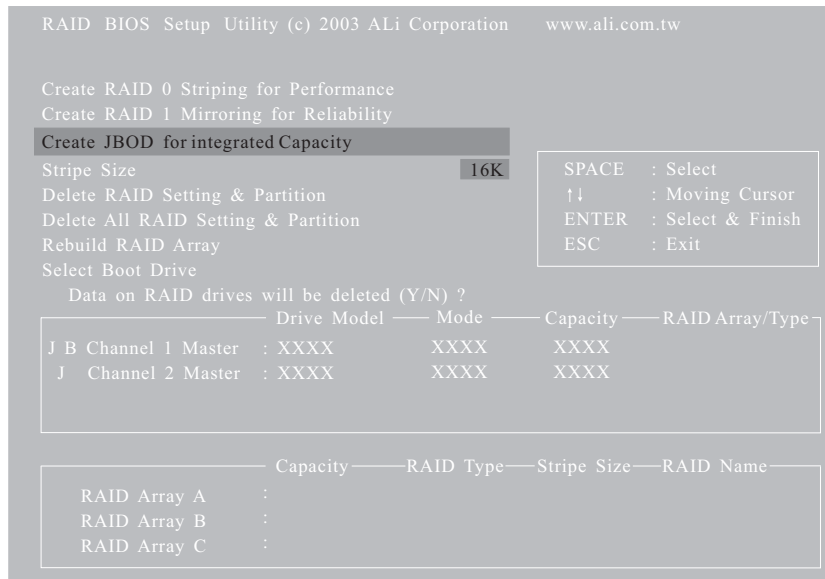 RAID BIOS Setup Utility (c) 2003 ALi Corporation www.ali.com.tw
Create RAID 0 Striping for Performance
Create RAID 1 Mirroring for Reliability
Create JBOD for integrated Capacity
Stripe Size 16K
Delete RAID Setting & Partition
Delete All RAID Setting & Partition
Rebuild RAID Array
Select Boot Drive
SPACE : Select
↑↓ : Moving Cursor
ENTER : Select & Finish
ESC : Exit
Data on RAID drives will be deleted (Y/N) ?
Drive Model Mode Capacity RAID Array/Type
J B Channel 1 Master : XXXX XXXX XXXX
J Channel 2 Master : XXXX XXXX XXXX
Capacity RAID Type Stripe Size RAID Name
RAID Array A :
RAID Array B :
RAID Array C :